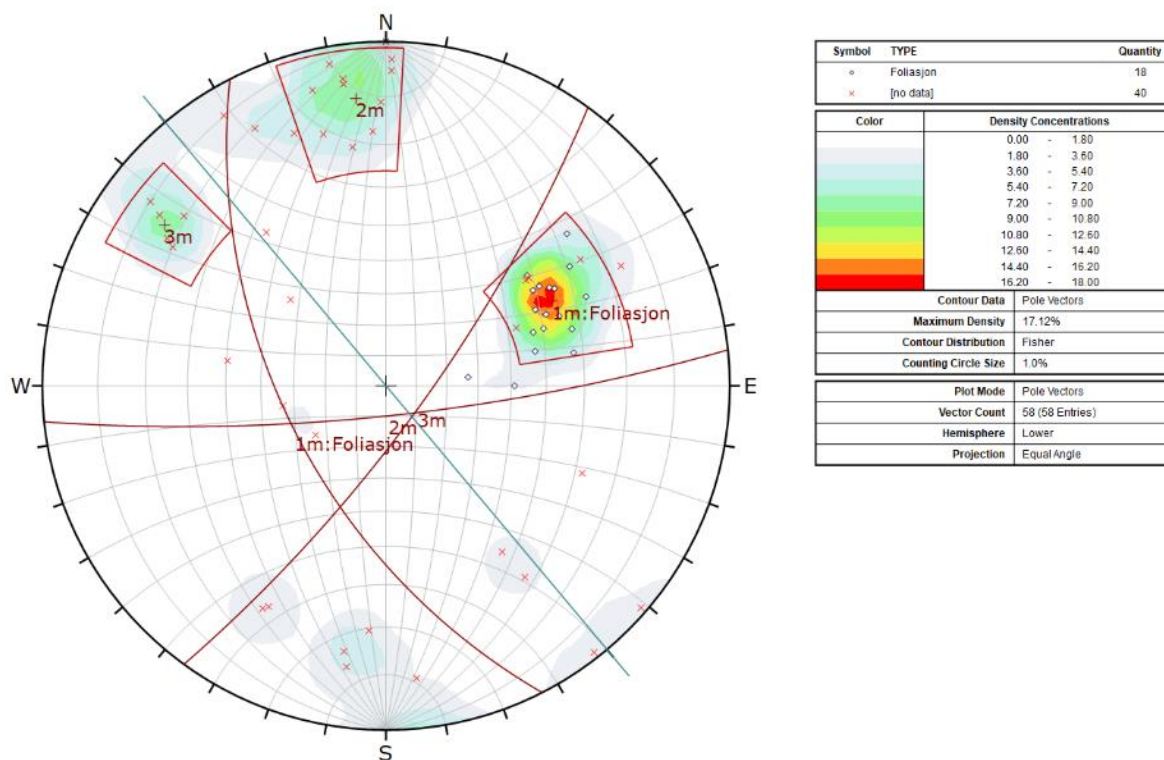 N
W
E
S
2m
3m
1m:Foliasjon
2m
3m
1m:Foliasjon
Symbol TYPE Quantity
Foliasjon 18
[no data] 40
Color Density Concentrations
0.00 - 1.80
1.80 - 3.60
3.60 - 5.40
5.40 - 7.20
7.20 - 9.00
9.00 - 10.80
10.80 - 12.60
12.60 - 14.40
14.40 - 16.20
16.20 - 18.00
Contour Data Pole Vectors
Maximum Density 17.12%
Contour Distribution Fisher
Counting Circle Size 1.0%
Plot Mode Pole Vectors
Vector Count 58 (58 Entries)
Hemisphere Lower
Projection Equal Angle